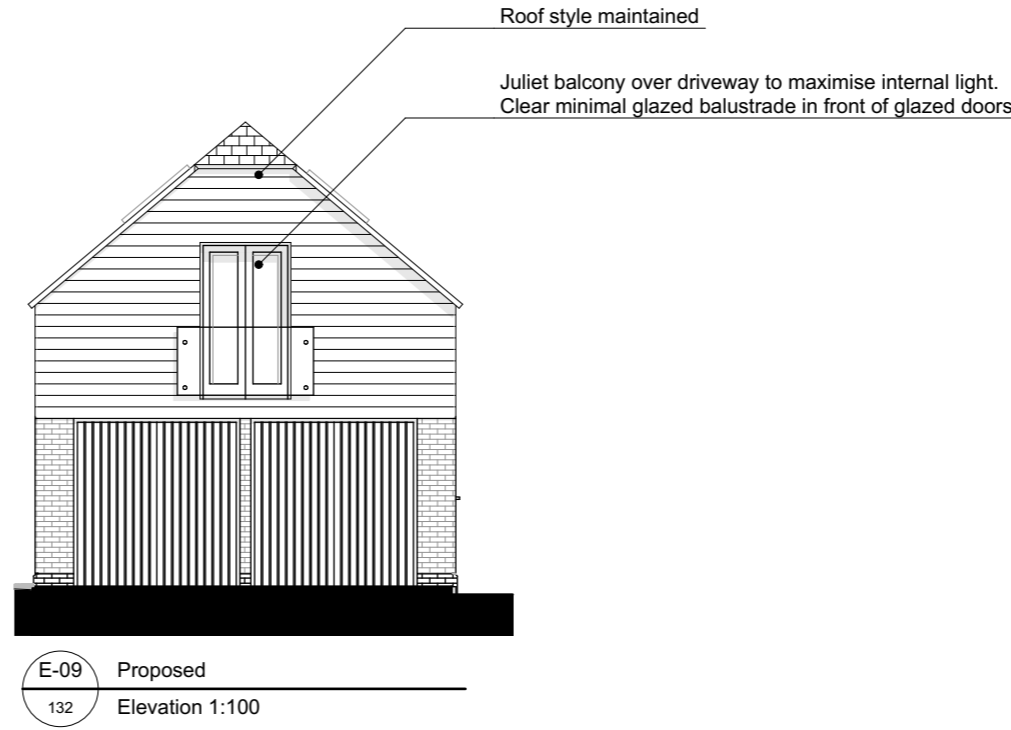 Roof style maintained
Juliet balcony over driveway to maximise internal light.
Clear minimal glazed balustrade in front of glazed doors
E-09 Proposed
132 Elevation 1:100